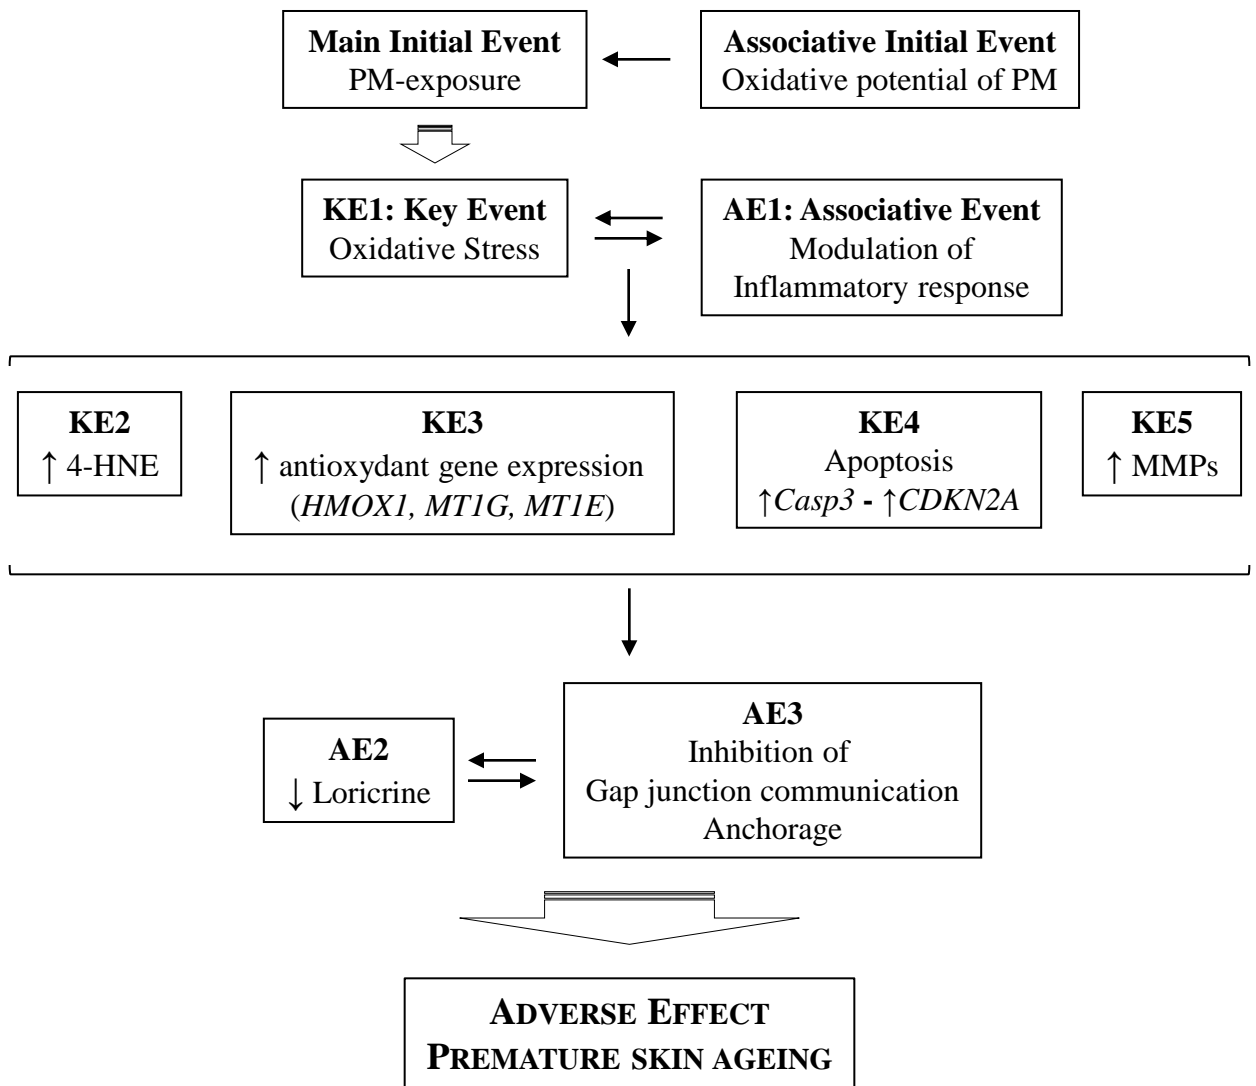 Main Initial Event
PM-exposure
Associative Initial Event
Oxidative potential of PM
KE1: Key Event
Oxidative Stress
AE1: Associative Event
Modulation of
Inflammatory response
KE2
↑ 4-HNE
KE3
↑ antioxydant gene expression
(HMOX1, MT1G, MT1E)
KE4
Apoptosis
↑Casp3 - ↑CDKN2A
KE5
↑ MMPs
AE2
↓ Loricrine
AE3
Inhibition of
Gap junction communication
Anchorage
ADVERSE EFFECT
PREMATURE SKIN AGEING